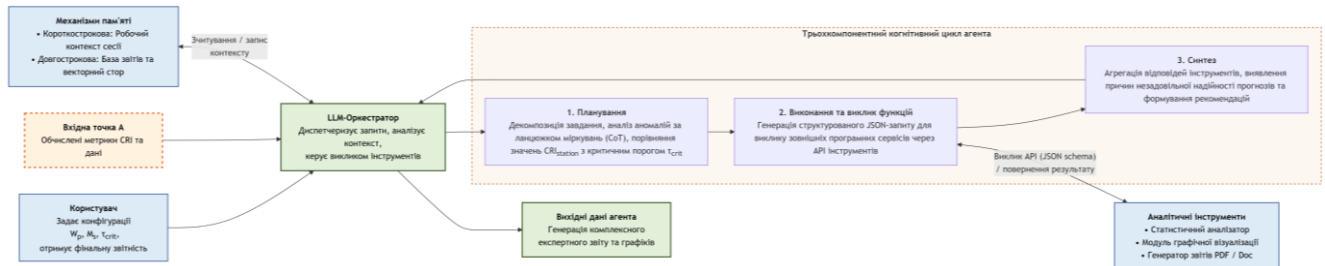 Механізми пам'яті
• Короткострокова: Робочий
контекст сесії
• Довгострокова: База звітів та
векторний стор
Зчитування / запис
контексту
Вхідна точка А
Обчислені метрики CRI та
дані
Користувач
Задає конфігурації
Wp, Ms, τcrit,
отримує фінальну звітність
LLM-Оркестратор
Диспетчеризує запити, аналізує
контекст,
керує викликом інструментів
Трьохкомпонентний когнітивний цикл агента
1. Планування
Декомпозиція завдання, аналіз аномалій за
ланцюжком міркувань (CoT), порівняння
значень CRIstation з критичним порогом τcrit
2. Виконання та виклик функцій
Генерація структурованого JSON-запиту для
виклику зовнішніх програмних сервісів через
API інструментів
3. Синтез
Агрегація відповідей інструментів, виявлення
причин незадовільної надійності прогнозів та
формування рекомендацій
Виклик API (JSON schema)
/ повернення результату
Вихідні дані агента
Генерація комплексного
експертного звіту та графіків
Аналітичні інструменти
• Статистичний аналізатор
• Модуль графічної візуалізації
• Генератор звітів PDF / Doc